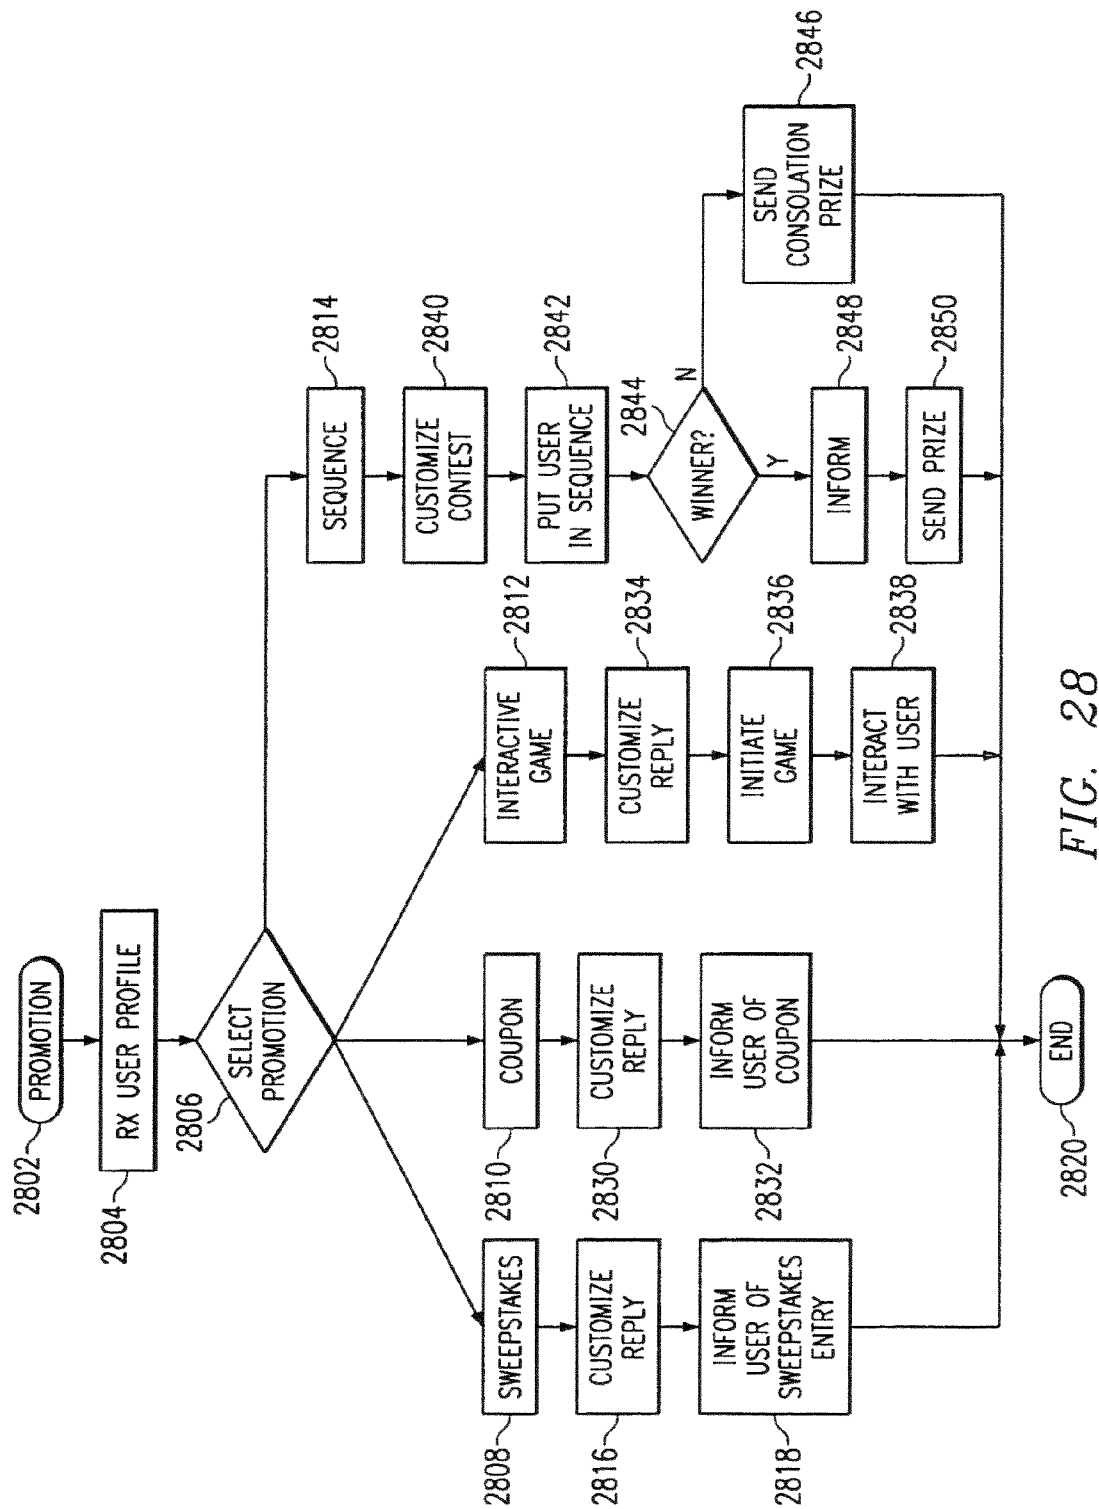 PROMOTION
2802
RX USER PROFILE
2804
SELECT
PROMOTION
2806
SWEEPSTAKES
2808
CUSTOMIZE
REPLY
2816
INFORM
USER OF
SWEEPSTAKES
ENTRY
2818
COUPON
2810
CUSTOMIZE
REPLY
2830
INFORM
USER OF
COUPON
2832
INTERACTIVE
GAME
2812
CUSTOMIZE
REPLY
2834
INITIATE
GAME
2836
INTERACT
WITH USER
2838
SEQUENCE
2814
CUSTOMIZE
CONTEST
2840
PUT USER
IN SEQUENCE
2842
WINNER?
2844
N
Y
SEND
CONSOLATION
PRIZE
2846
INFORM
2848
SEND PRIZE
2850
END
2820
FIG. 28